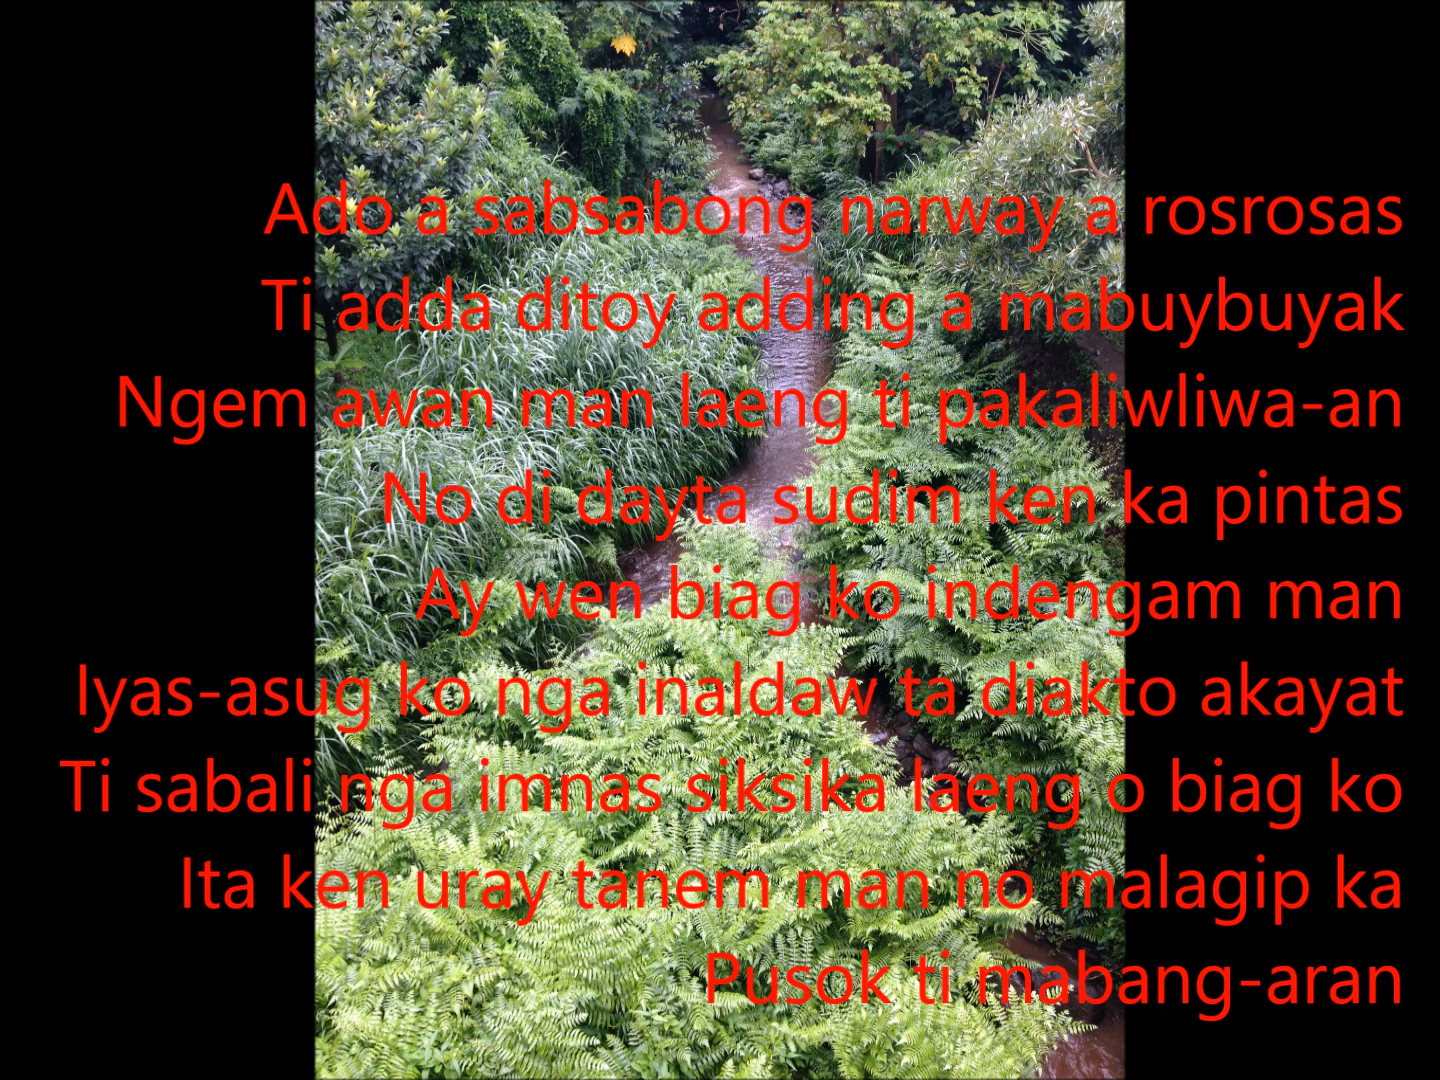 Ado a sabsabong narway a rosrosas
Ti adda ditoy adding a mabuybuyak
Ngem awan man laeng ti pakaliwliwa-an
No di dayta sudim ken ka pintas
Ay wen biag ko indengam man
Iyas-asug ko nga inaldaw ta diakto akayat
Ti sabali nga imnas siksika laeng o biag ko
Ita ken uray tanem man no malagip ka
Pusok ti mabang-aran